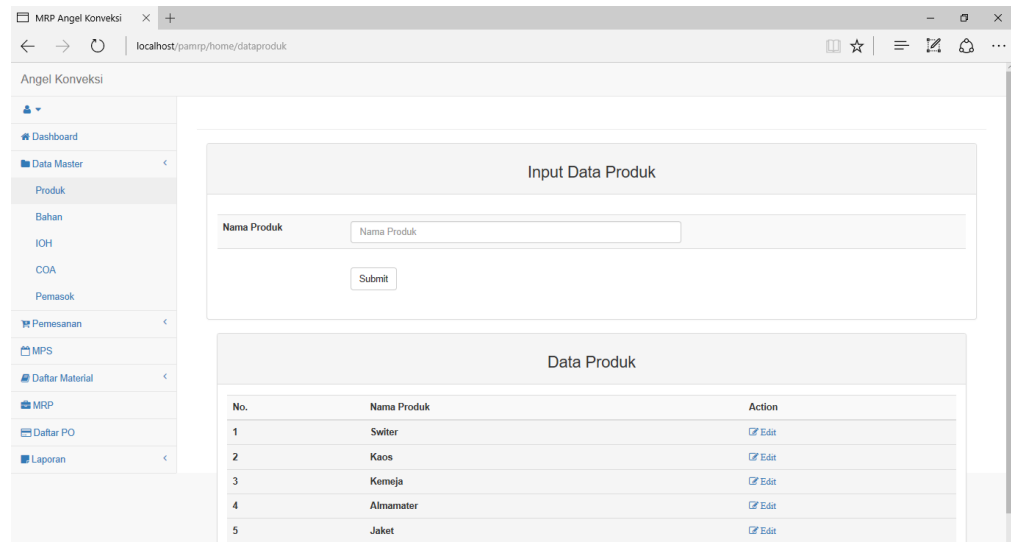 MRP Angel Konveksi
localhost/pamrp/home/dataproduk
Angel Konveksi
Dashboard
Data Master
Produk
Bahan
IOH
COA
Pemasok
Pemesanan
MPS
Daftar Material
MRP
Daftar PO
Laporan
Input Data Produk
Nama Produk Nama Produk
Submit
Data Produk
No. Nama Produk Action
1 Switer Edit
2 Kaos Edit
3 Kemeja Edit
4 Almamater Edit
5 Jaket Edit